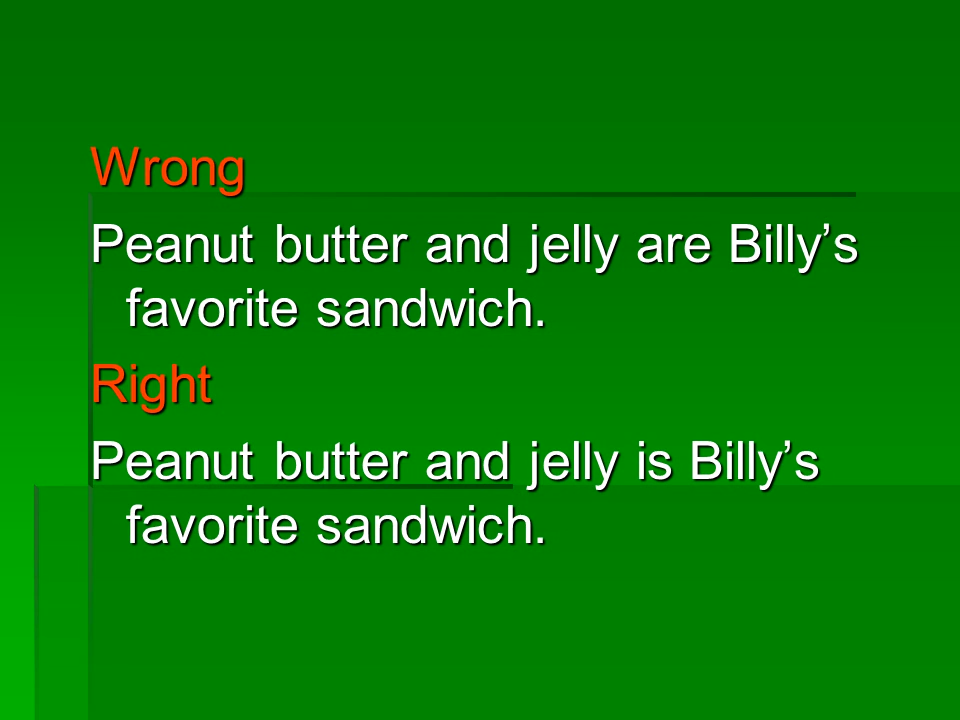 Wrong
Peanut butter and jelly are Billy’s
favorite sandwich.
Right
Peanut butter and jelly is Billy’s
favorite sandwich.